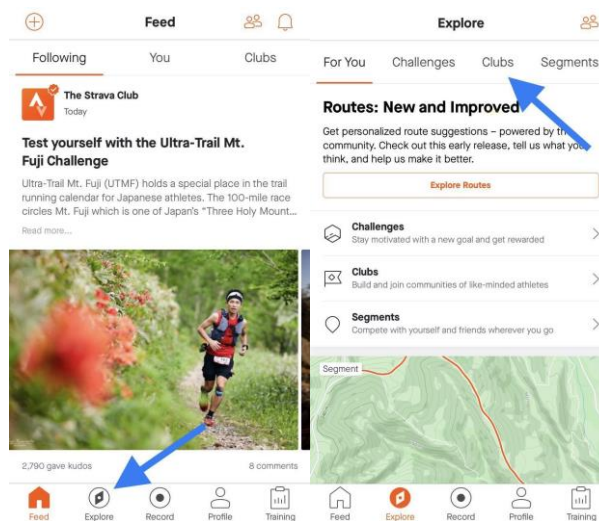 Feed
Following You Clubs
The Strava Club
Today
Test yourself with the Ultra-Trail Mt.
Fuji Challenge
Ultra-Trail Mt. Fuji (UTMF) holds a special place in the trail
running calendar for Japanese athletes. The 100-mile race
circles Mt. Fuji which is one of Japan's "Three Holy Mount...
Read more...
2,790 gave kudos 8 comments
Feed Explore Record Profile Training
Explore
For You Challenges Clubs Segments
Routes: New and Improved
Get personalized route suggestions – powered by th
community. Check out this early release, tell us what you
think, and help us make it better.
Explore Routes
Challenges
Stay motivated with a new goal and get rewarded
Clubs
Build and join communities of like-minded athletes
Segments
Compete with yourself and friends wherever you go
Segment
Feed Explore Record Profile Training